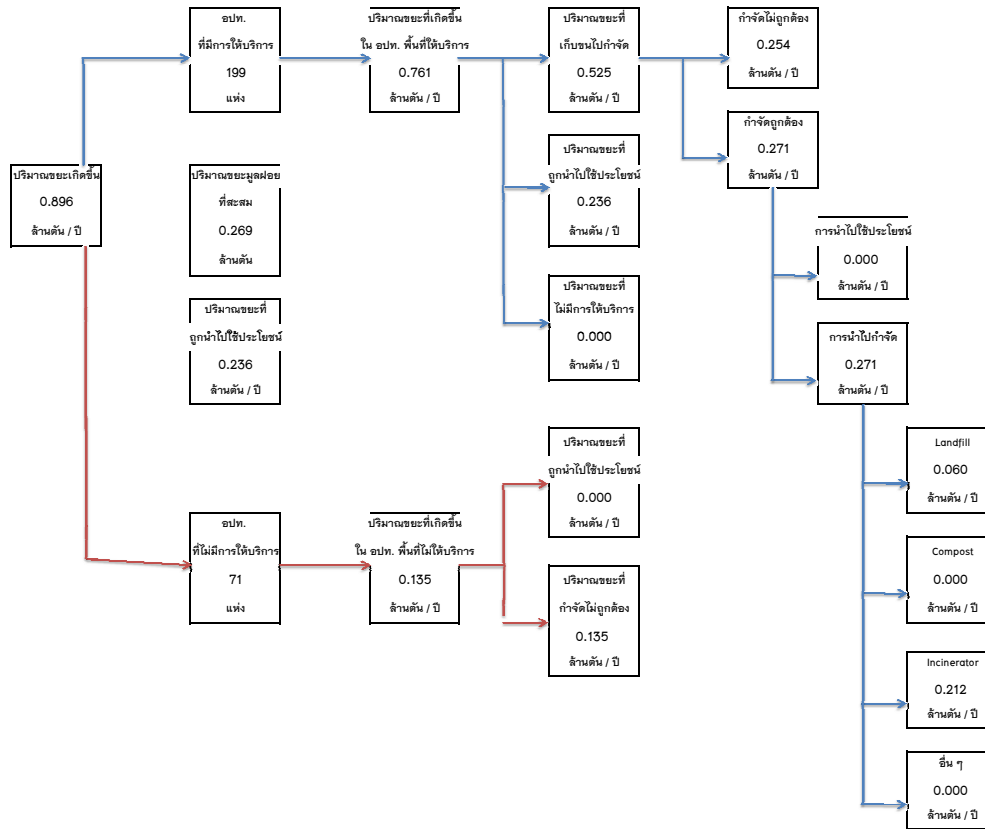 อปท.
ที่มีการให้บริการ
199
แห่ง
ปริมาณขยะที่เกิดขึ้น
ใน อปท. พื้นที่ให้บริการ
0.761
ล้านตัน / ปี
ปริมาณขยะที่
เก็บขนไปกำจัด
0.525
ล้านตัน / ปี
กำจัดไม่ถูกต้อง
0.254
ล้านตัน / ปี
กำจัดถูกต้อง
0.271
ล้านตัน / ปี
ปริมาณขยะเกิดขึ้น
0.896
ล้านตัน / ปี
ปริมาณขยะมูลฝอย
ที่สะสม
0.269
ล้านตัน
ปริมาณขยะที่
ถูกนำไปใช้ประโยชน์
0.236
ล้านตัน / ปี
การนำไปใช้ประโยชน์
0.000
ล้านตัน / ปี
ปริมาณขยะที่
ถูกนำไปใช้ประโยชน์
0.236
ล้านตัน / ปี
ปริมาณขยะที่
ไม่มีการให้บริการ
0.000
ล้านตัน / ปี
การนำไปกำจัด
0.271
ล้านตัน / ปี
ปริมาณขยะที่
ถูกนำไปใช้ประโยชน์
0.000
ล้านตัน / ปี
Landfill
0.060
ล้านตัน / ปี
อปท.
ที่ไม่มีการให้บริการ
71
แห่ง
ปริมาณขยะที่เกิดขึ้น
ใน อปท. พื้นที่ไม่ให้บริการ
0.135
ล้านตัน / ปี
ปริมาณขยะที่
กำจัดไม่ถูกต้อง
0.135
ล้านตัน / ปี
Compost
0.000
ล้านตัน / ปี
Incinerator
0.212
ล้านตัน / ปี
อื่น ๆ
0.000
ล้านตัน / ปี